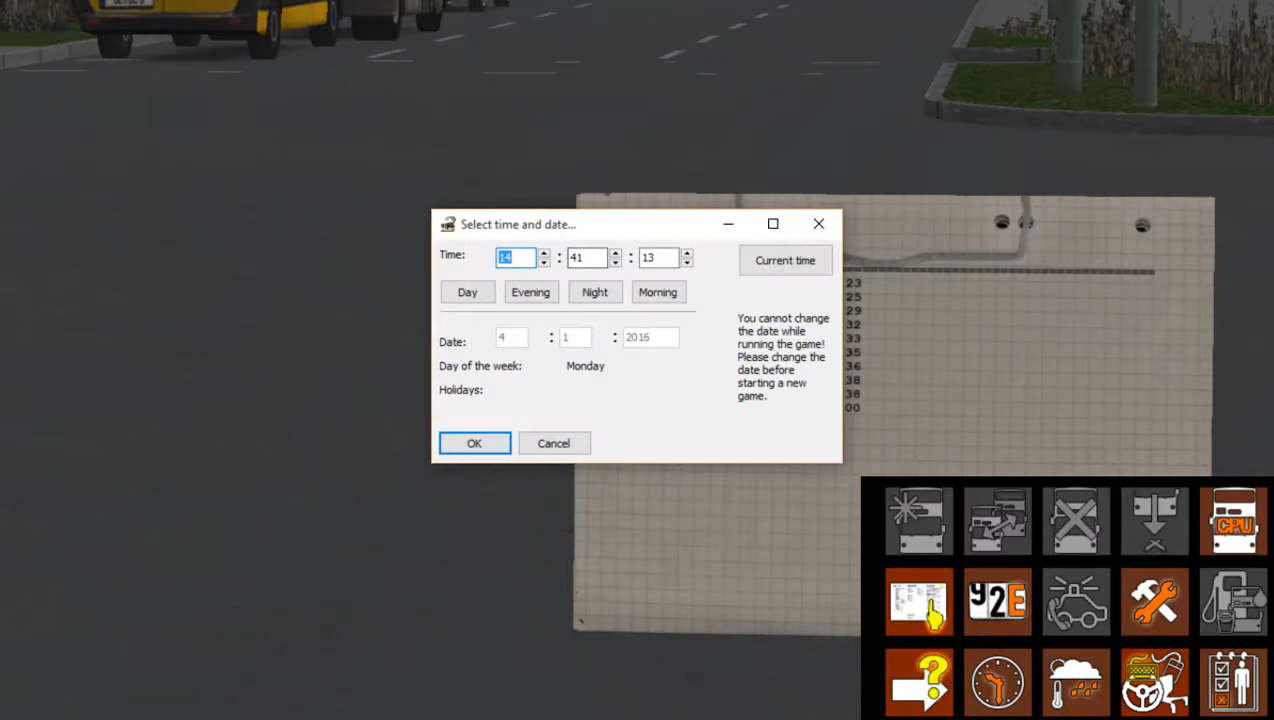 Select time and date...
Time: 14 : 41 : 13 Current time
Day Evening Night Morning
Date: 4 : 1 : 2016
Day of the week: Monday
Holidays:
You cannot change
the date while
running the game!
Please change the
date before
starting a new
game.
OK Cancel
23
25
29
32
33
35
36
38
38
00
CPU
92E
?